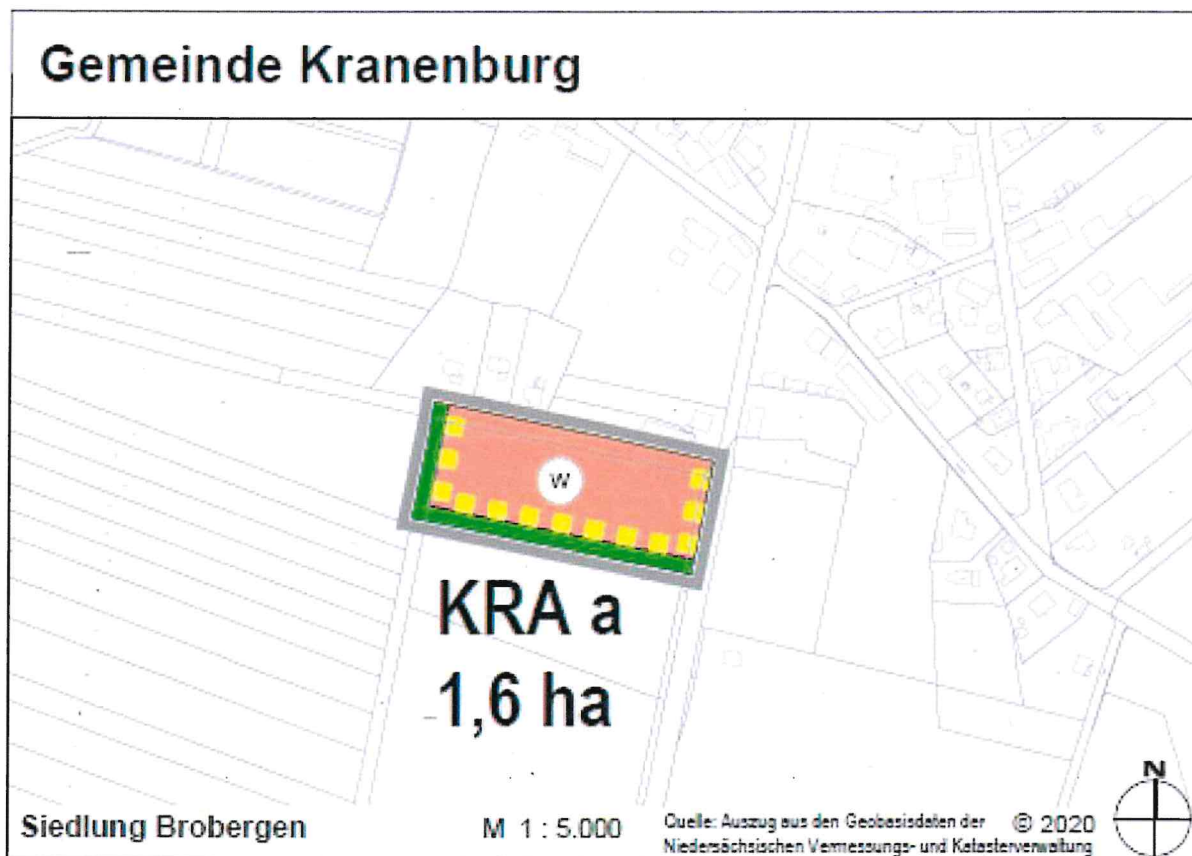 Gemeinde Kranenburg
W
KRA a
1,6 ha
N
Siedlung Brobergen
M 1 : 5.000
Quelle: Auszug aus den Geobasisdaten der © 2020
Niedersächsischen Vermessungs- und Katasterverwaltung